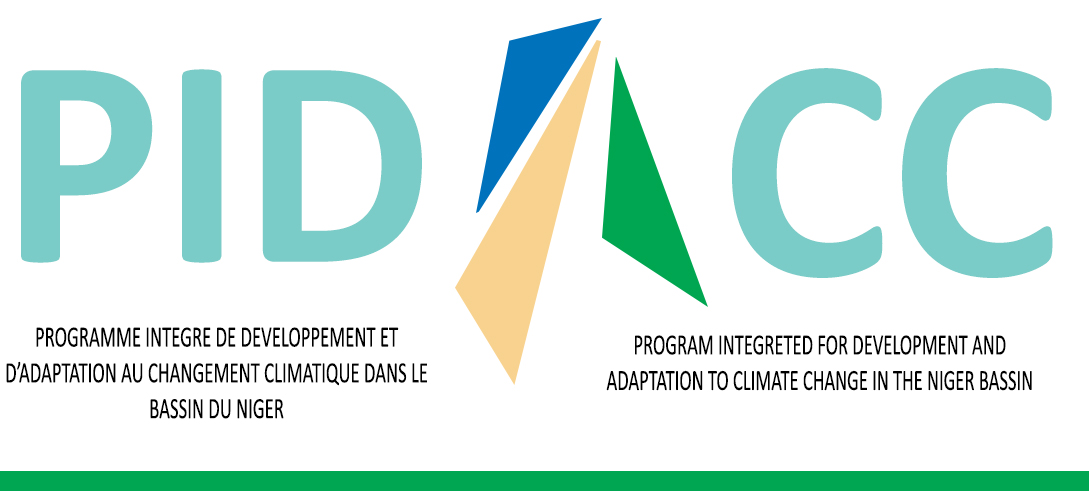 PIDACC
PROGRAMME INTEGRE DE DEVELOPPEMENT ET
D'ADAPTATION AU CHANGEMENT CLIMATIQUE DANS LE
BASSIN DU NIGER
PROGRAM INTEGRETED FOR DEVELOPMENT AND
ADAPTATION TO CLIMATE CHANGE IN THE NIGER BASSIN